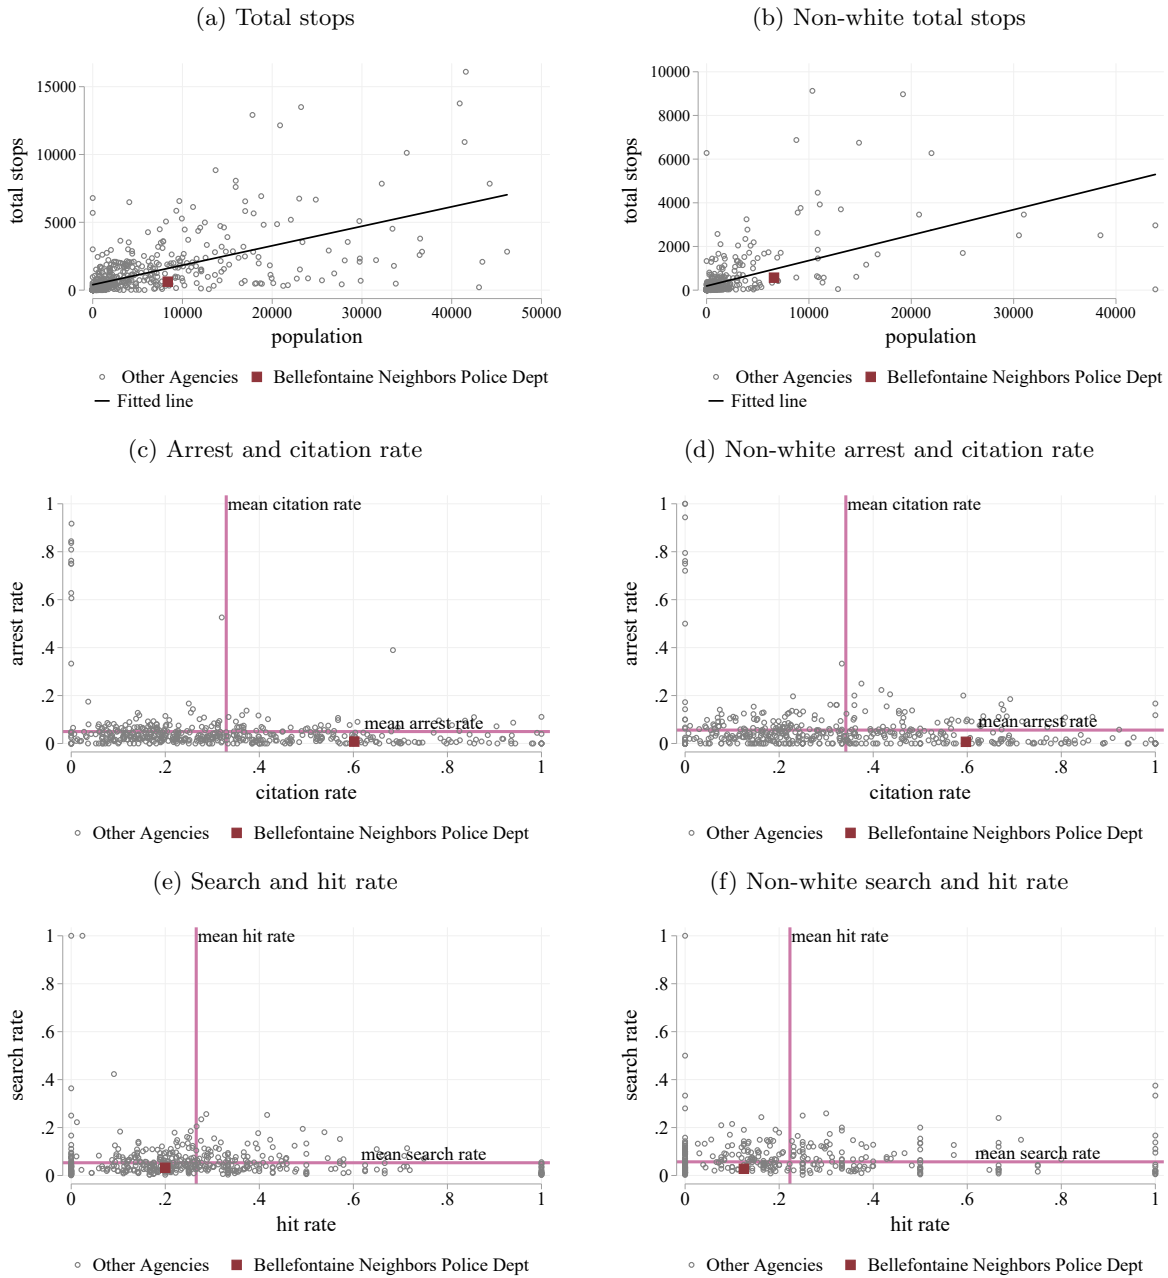 (a) Total stops
(b) Non-white total stops
total stops
15000
10000
5000
0
0 10000 20000 30000 40000 50000
population
Other Agencies Bellefontaine Neighbors Police Dept
Fitted line
total stops
10000
8000
6000
4000
2000
0
0 10000 20000 30000 40000
population
Other Agencies Bellefontaine Neighbors Police Dept
Fitted line
(c) Arrest and citation rate
(d) Non-white arrest and citation rate
arrest rate
1
.8
.6
.4
.2
0
mean citation rate
mean arrest rate
0 .2 .4 .6 .8 1
citation rate
Other Agencies Bellefontaine Neighbors Police Dept
arrest rate
1
.8
.6
.4
.2
0
mean citation rate
mean arrest rate
0 .2 .4 .6 .8 1
citation rate
Other Agencies Bellefontaine Neighbors Police Dept
(e) Search and hit rate
(f) Non-white search and hit rate
search rate
1
.8
.6
.4
.2
0
mean hit rate
mean search rate
0 .2 .4 .6 .8 1
hit rate
Other Agencies Bellefontaine Neighbors Police Dept
search rate
1
.8
.6
.4
.2
0
mean hit rate
mean search rate
0 .2 .4 .6 .8 1
hit rate
Other Agencies Bellefontaine Neighbors Police Dept